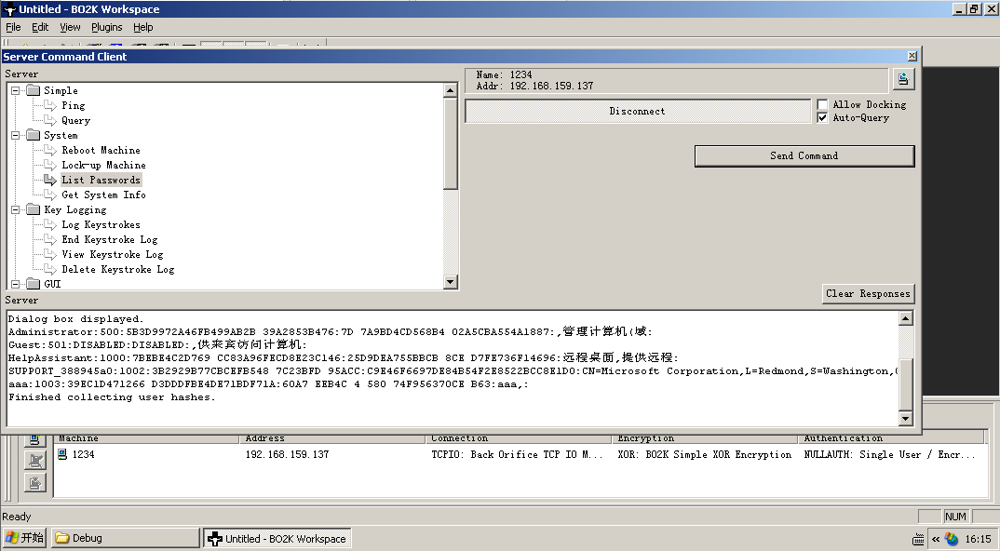 Untitled - BO2K Workspace
File Edit View Plugins Help
Server Command Client
Server
Simple
Ping
Query
System
Reboot Machine
Lock-up Machine
List Passwords
Get System Info
Key Logging
Log Keystrokes
End Keystroke Log
View Keystroke Log
Delete Keystroke Log
GUI
Name: 1234
Addr: 192.168.159.137
Disconnect
Allow Docking
Auto-Query
Send Command
Server
Clear Responses
Dialog box displayed.
Administrator:500:5B3D9972A46FB499AB2B 39A2853B476:7D 7A9BD4CD568B4 02A5CBA554A1887:,管理计算机(域:
Guest:501:DISABLED:DISABLED:,供来宾访问计算机:
HelpAssistant:1000:7BEBE4C2D769 CC83A96FECD8E23C146:25D9DEA755BBCB 8CE D7FE736F14696:远程桌面,提供远程:
SUPPORT_388945a0:1002:3B2929B77CBCEFB548 7C23BFD 95ACC:C9E46F6697DE84B54F2E8522BCC8E1D0:CN=Microsoft Corporation,L=Redmond,S=Washington,
aaa:1003:39EC1D471266 D3DDDFBE4DE71BDF71A:60A7 EEB4C 4 580 74F956370CE B63:aaa,:
Finished collecting user hashes.
Machine Address Connection Encryption Authentication
1234 192.168.159.137 TCPIO: Back Orifice TCP IO M... XOR: BO2K Simple XOR Encryption NULLAUTH: Single User / Encr...
Ready NUM
开始 Debug Untitled - BO2K Workspace « 16:15